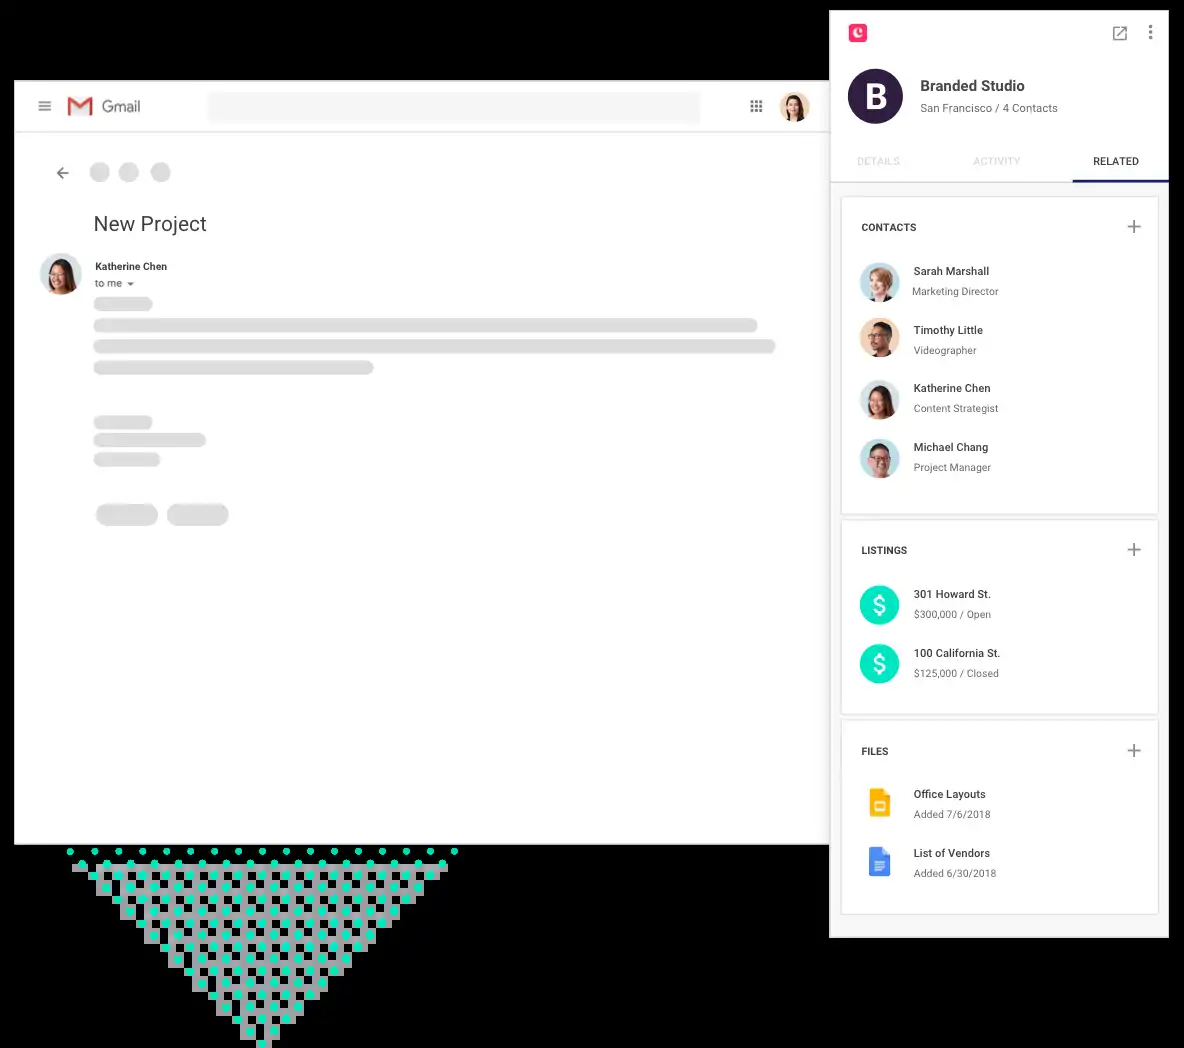 Gmail
New Project
Katherine Chen
to me
B
Branded Studio
San Francisco / 4 Contacts
DETAILS
ACTIVITY
RELATED
CONTACTS
Sarah Marshall
Marketing Director
Timothy Little
Videographer
Katherine Chen
Content Strategist
Michael Chang
Project Manager
LISTINGS
$
301 Howard St.
$300,000 / Open
$
100 California St.
$125,000 / Closed
FILES
Office Layouts
Added 7/6/2018
List of Vendors
Added 6/30/2018